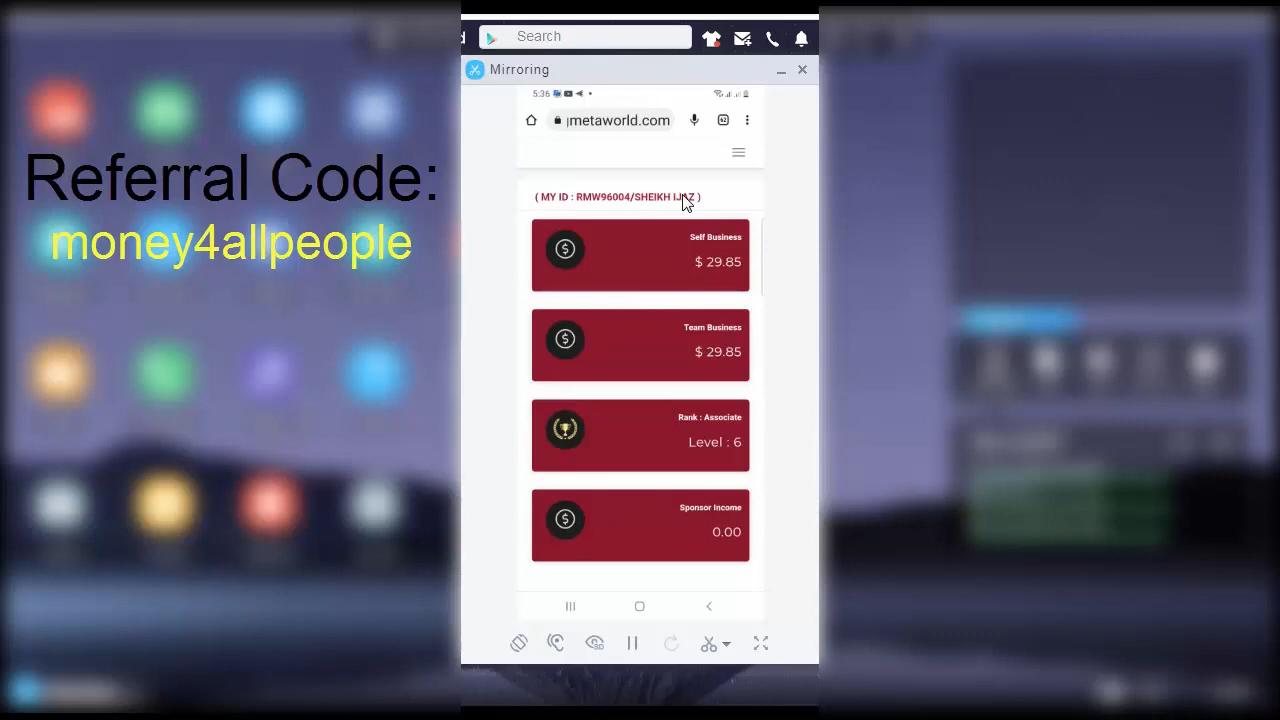 Referral Code:
money4allpeople
d
Search
Mirroring
5:36
metaworld.com
62
( MY ID : RMW96004/SHEIKH IJAZ )
Self Business
$ 29.85
Team Business
$ 29.85
Rank : Associate
Level : 6
Sponsor Income
0.00